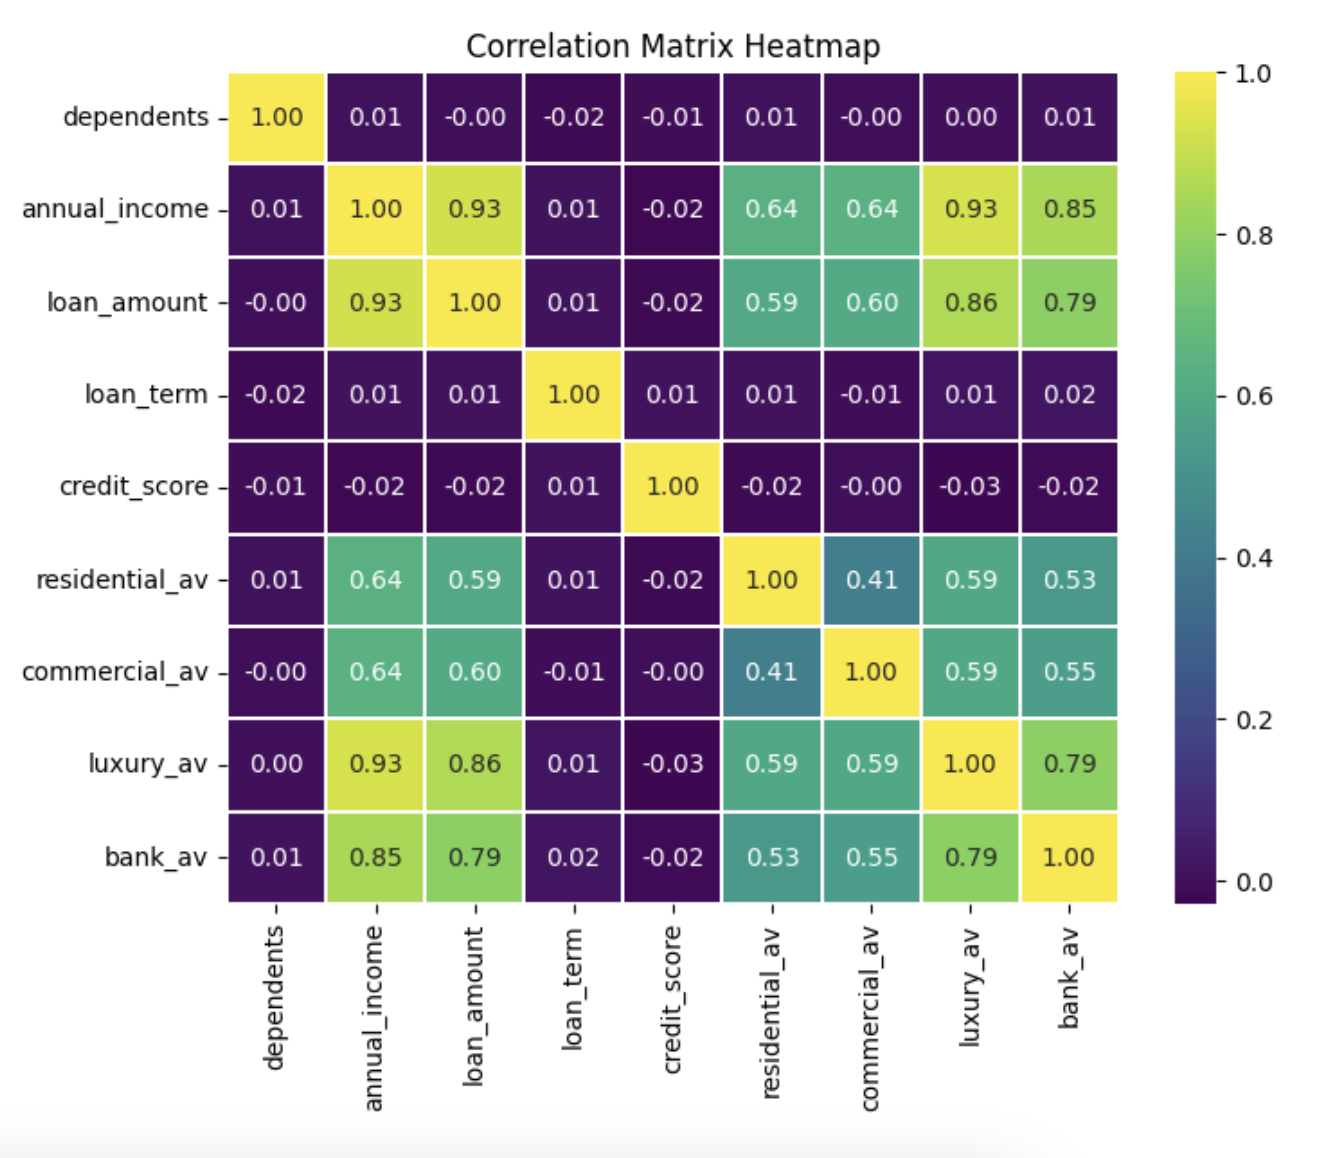 Correlation Matrix Heatmap
dependents 1.00 0.01 -0.00 -0.02 -0.01 0.01 -0.00 0.00 0.01
annual_income 0.01 1.00 0.93 0.01 -0.02 0.64 0.64 0.93 0.85
loan_amount -0.00 0.93 1.00 0.01 -0.02 0.59 0.60 0.86 0.79
loan_term -0.02 0.01 0.01 1.00 0.01 0.01 -0.01 0.01 0.02
credit_score -0.01 -0.02 -0.02 0.01 1.00 -0.02 -0.00 -0.03 -0.02
residential_av 0.01 0.64 0.59 0.01 -0.02 1.00 0.41 0.59 0.53
commercial_av -0.00 0.64 0.60 -0.01 -0.00 0.41 1.00 0.59 0.55
luxury_av 0.00 0.93 0.86 0.01 -0.03 0.59 0.59 1.00 0.79
bank_av 0.01 0.85 0.79 0.02 -0.02 0.53 0.55 0.79 1.00
dependents
annual_income
loan_amount
loan_term
credit_score
residential_av
commercial_av
luxury_av
bank_av
1.0
0.8
0.6
0.4
0.2
0.0